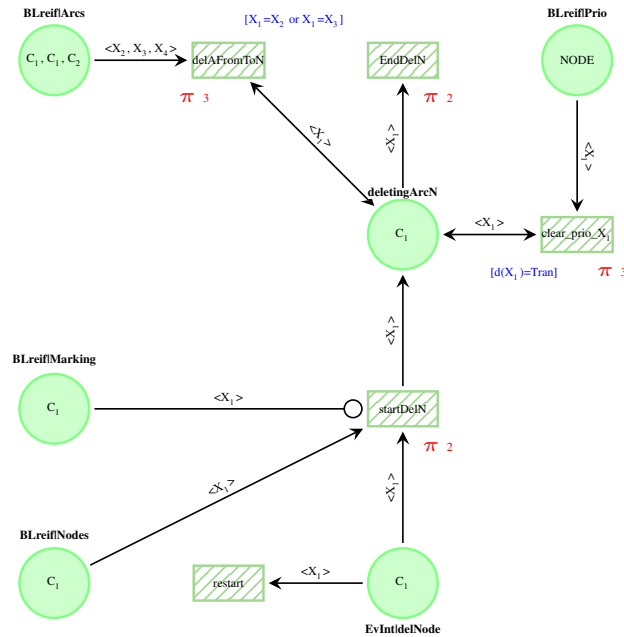 BLreif|Arcs
[X1=X2 or X1=X3]
BLreif|Prio
C1, C1, C2
<X2, X3, X4>
delAFromToN
EndDelN
NODE
π 3
π 2
<X1>
<X1>
<X1>
deletingArcN
C1
<X1>
clear_prio_X1
[d(X1)=Tran]
π 3
<X1>
BLreif|Marking
C1
<X1>
startDelN
π 2
<X1>
<X1>
BLreif|Nodes
C1
restart
<X1>
C1
EvInt|delNode